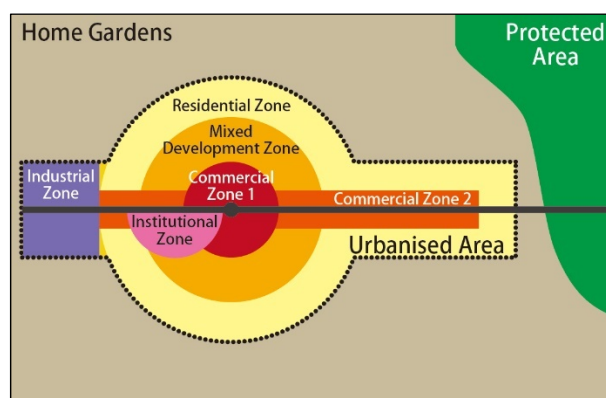 Home Gardens
Protected
Area
Residential Zone
Mixed
Development Zone
Industrial
Zone
Commercial
Zone 1
Commercial Zone 2
Institutional
Zone
Urbanised Area